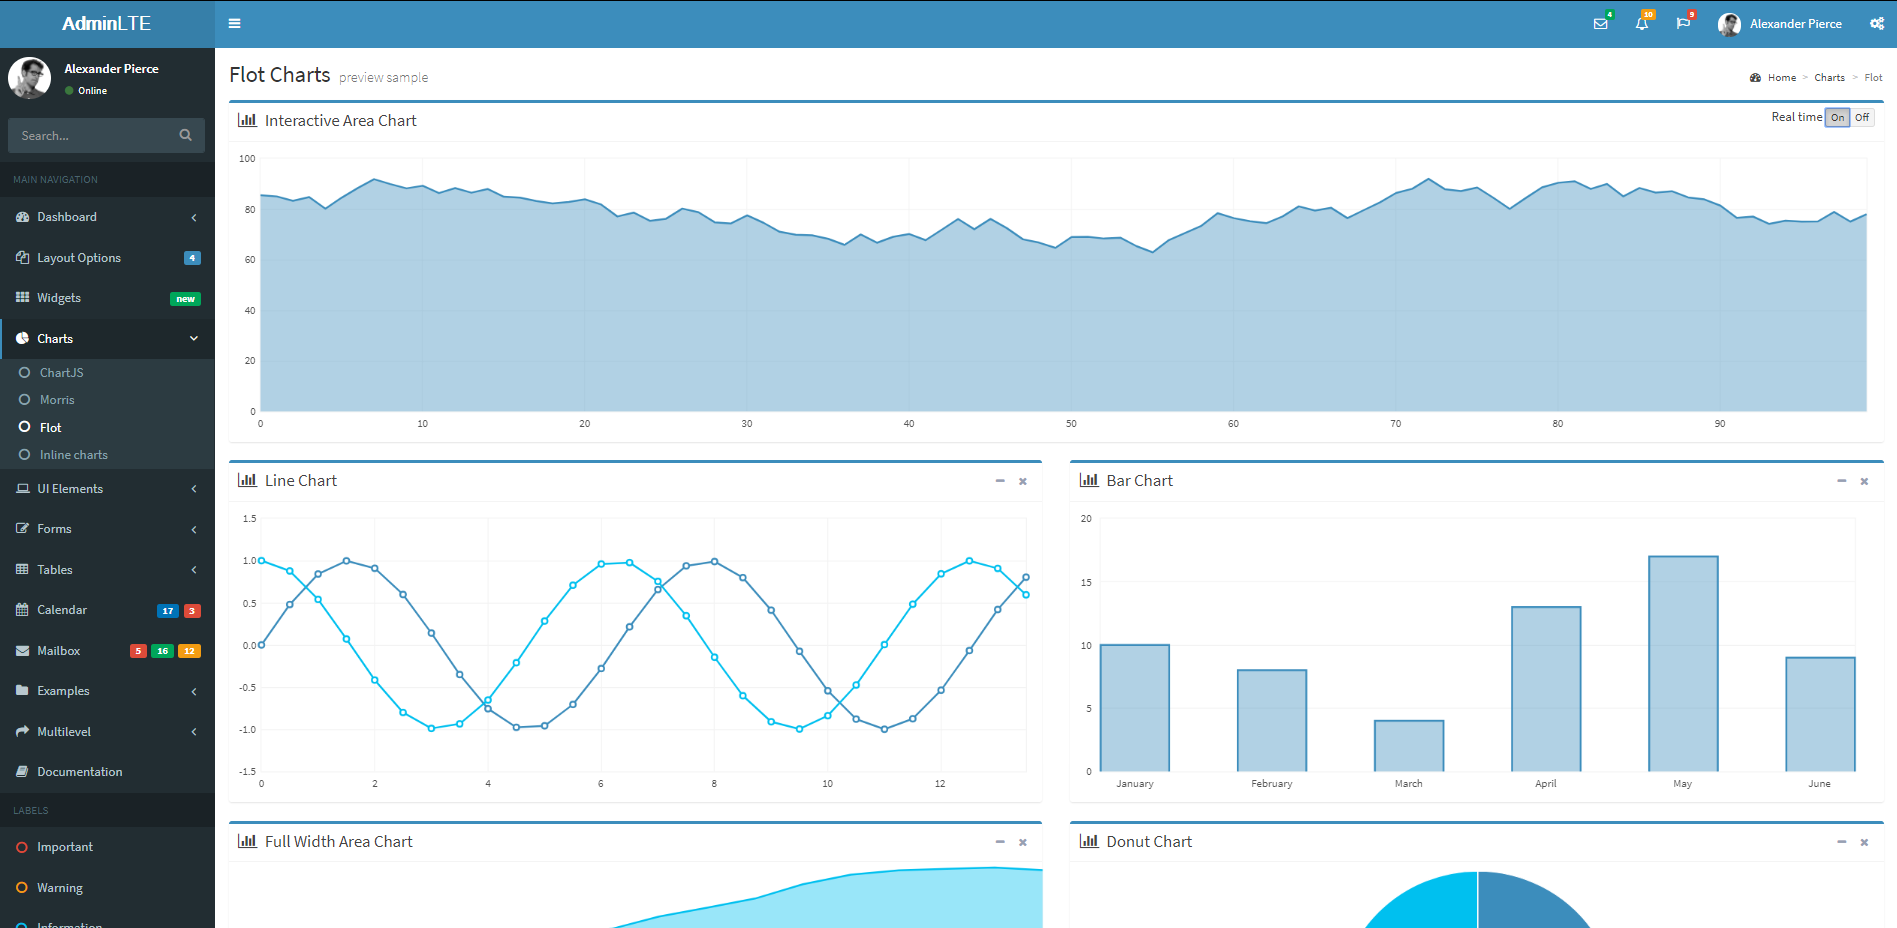 AdminLTE
4
10
9
Alexander Pierce
Alexander Pierce
Online
Search...
MAIN NAVIGATION
Dashboard
Layout Options 4
Widgets new
Charts
ChartJS
Morris
Flot
Inline charts
UI Elements
Forms
Tables
Calendar 17 3
Mailbox 5 16 12
Examples
Multilevel
Documentation
LABELS
Important
Warning
Information
Flot Charts preview sample
Home > Charts > Flot
Interactive Area Chart
Real time On Off
100
80
60
40
20
0
0 10 20 30 40 50 60 70 80 90
Line Chart
1.5
1.0
0.5
0.0
-0.5
-1.0
-1.5
0 2 4 6 8 10 12
Bar Chart
20
15
10
5
0
January February March April May June
Full Width Area Chart
Donut Chart